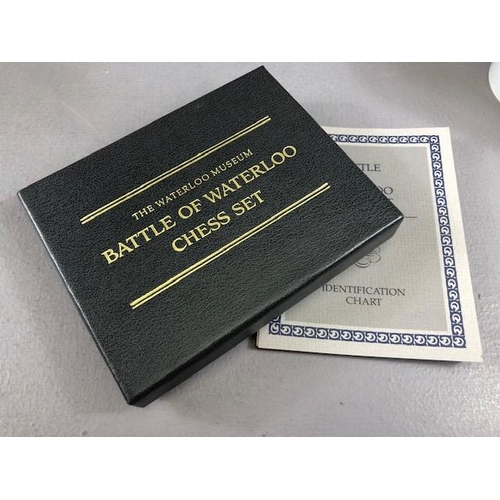 THE WATERLOO MUSEUM
BATTLE OF WATERLOO
CHESS SET
IDENTIFICATION
CHART